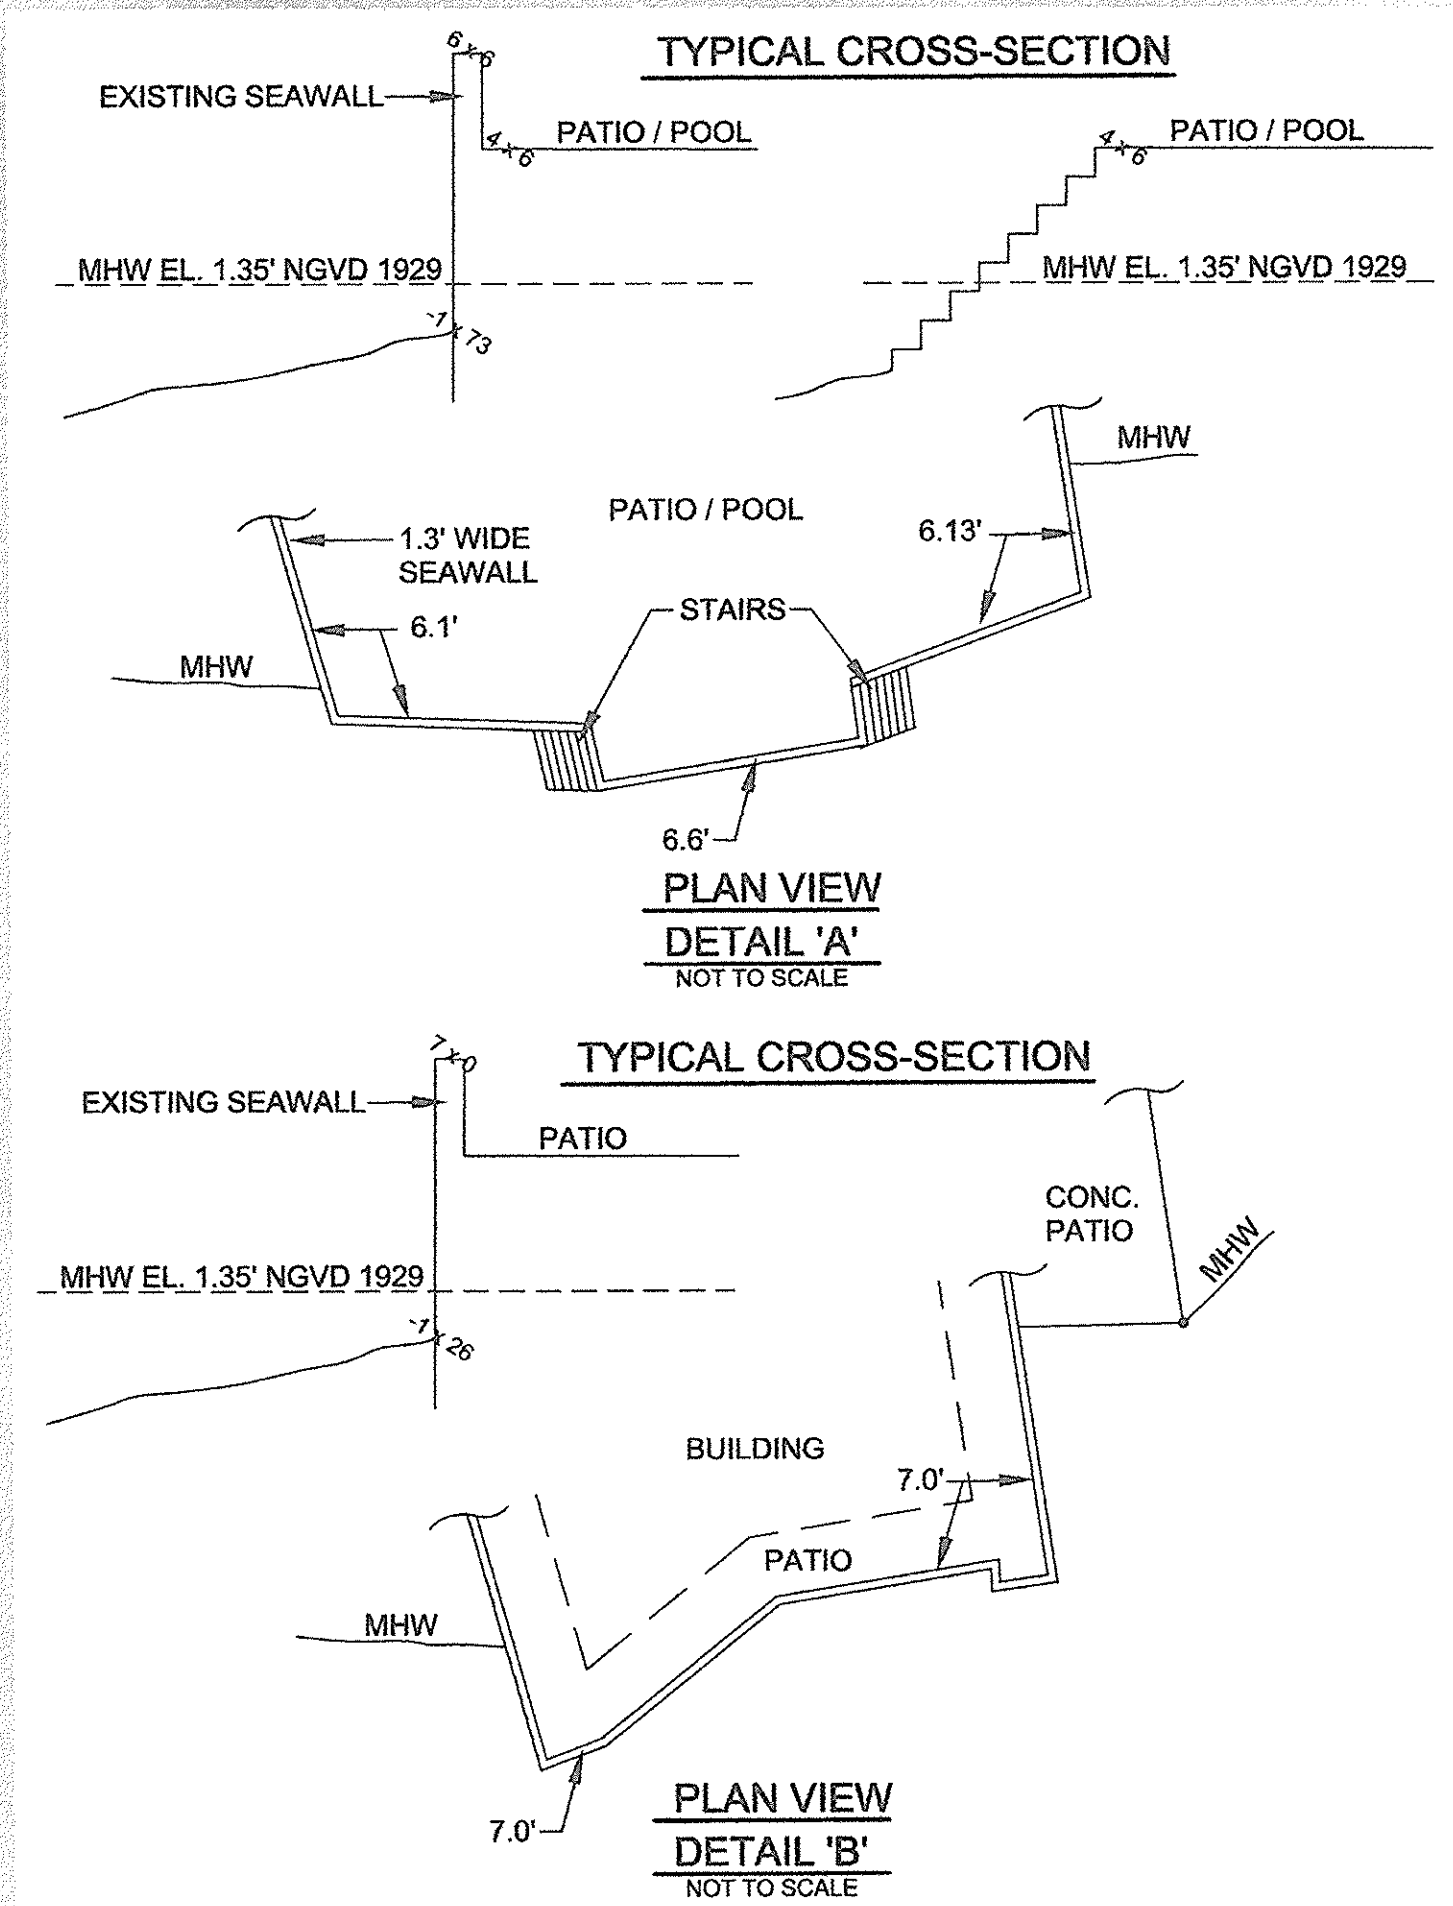 TYPICAL CROSS-SECTION
6 x 6
EXISTING SEAWALL
4 x 6
PATIO / POOL
4 x 6
PATIO / POOL
MHW EL. 1.35' NGVD 1929
MHW EL. 1.35' NGVD 1929
-1 x 73
MHW
PATIO / POOL
1.3' WIDE
SEAWALL
6.13'
STAIRS
6.1'
MHW
6.6'
PLAN VIEW
DETAIL 'A'
NOT TO SCALE
TYPICAL CROSS-SECTION
7 x 0
EXISTING SEAWALL
PATIO
CONC.
PATIO
MHW
MHW EL. 1.35' NGVD 1929
-1 x 26
BUILDING
7.0'
PATIO
MHW
7.0'
PLAN VIEW
DETAIL 'B'
NOT TO SCALE